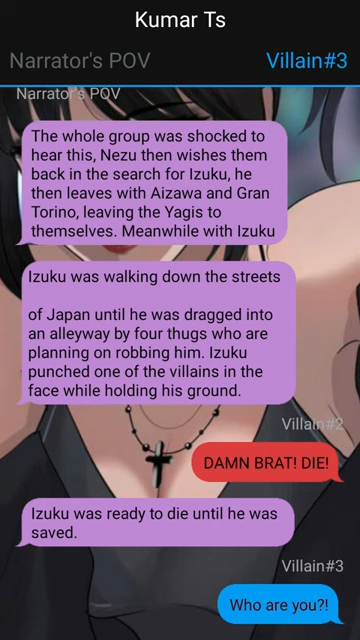 Kumar Ts
Narrator's POV
Villain#3
Narrator's POV
The whole group was shocked to
hear this, Nezu then wishes them
back in the search for Izuku, he
then leaves with Aizawa and Gran
Torino, leaving the Yagis to
themselves. Meanwhile with Izuku
Izuku was walking down the streets
of Japan until he was dragged into
an alleyway by four thugs who are
planning on robbing him. Izuku
punched one of the villains in the
face while holding his ground.
Villain#2
DAMN BRAT! DIE!
Izuku was ready to die until he was
saved.
Villain#3
Who are you?!